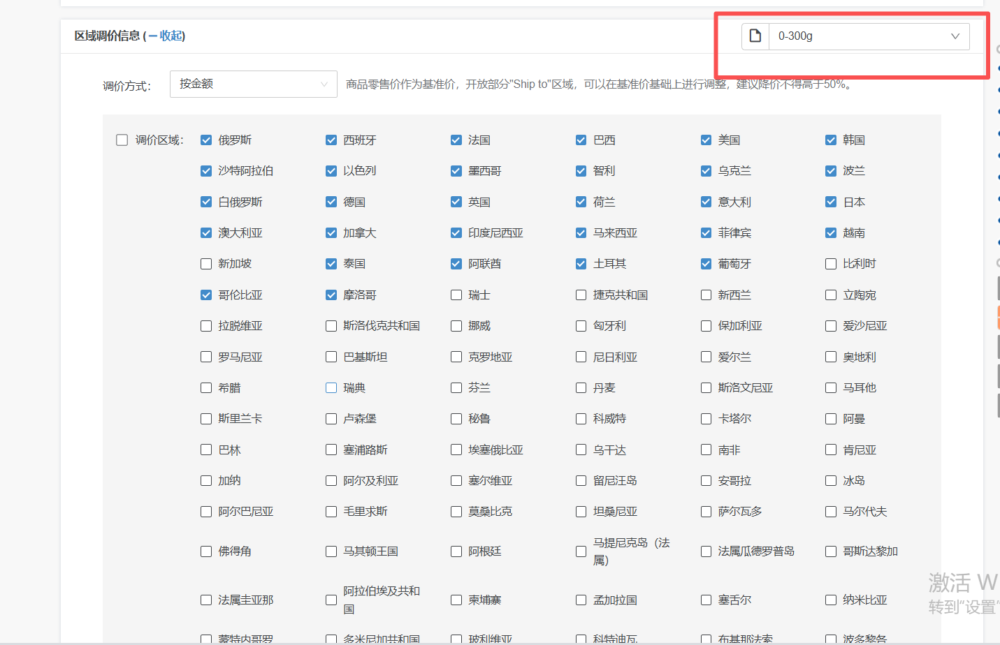 区域调价信息 (一 收起)
0-300g
调价方式：
按金额
商品零售价作为基准价，开放部分"Ship to"区域，可以在基准价基础上进行调整，建议降价不得高于50%。
调价区域： 俄罗斯 西班牙 法国 巴西 美国 韩国
沙特阿拉伯 以色列 墨西哥 智利 乌克兰 波兰
白俄罗斯 德国 英国 荷兰 意大利 日本
澳大利亚 加拿大 印度尼西亚 马来西亚 菲律宾 越南
新加坡 泰国 阿联酋 土耳其 葡萄牙 比利时
哥伦比亚 摩洛哥 瑞士 捷克共和国 新西兰 立陶宛
拉脱维亚 斯洛伐克共和国 挪威 匈牙利 保加利亚 爱沙尼亚
罗马尼亚 巴基斯坦 克罗地亚 尼日利亚 爱尔兰 奥地利
希腊 瑞典 芬兰 丹麦 斯洛文尼亚 马耳他
斯里兰卡 卢森堡 秘鲁 科威特 卡塔尔 阿曼
巴林 塞浦路斯 埃塞俄比亚 乌干达 南非 肯尼亚
加纳 阿尔及利亚 塞尔维亚 留尼汪岛 安哥拉 冰岛
阿尔巴尼亚 毛里求斯 莫桑比克 坦桑尼亚 萨尔瓦多 马尔代夫
佛得角 马其顿王国 阿根廷 马提尼克岛（法属） 法属瓜德罗普岛 哥斯达黎加
法属圭亚那 阿拉伯埃及共和国 柬埔寨 孟加拉国 塞舌尔 纳米比亚
蒙特内哥罗 多米尼加共和国 玻利维亚 科特迪瓦 布基那法索 波多黎各
激活 W
转到"设置"